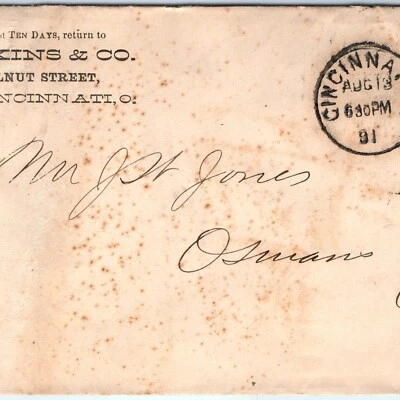 TEN DAYS, return to
KINS & CO.
LNUT STREET,
NCINNATI, O.
CINCINNA
AUG 13
630PM
91
Mr J W Jones
Osmans